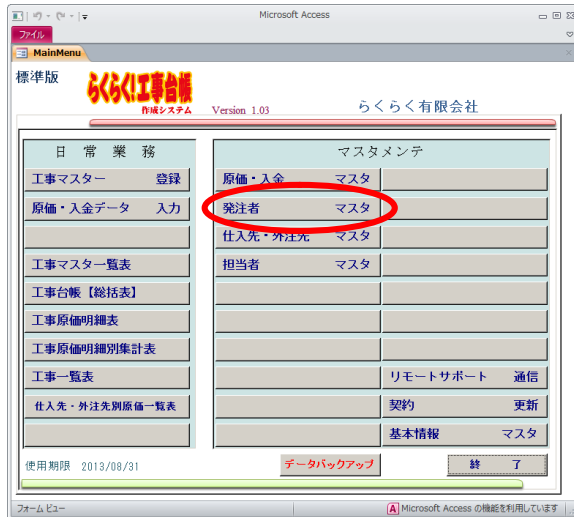 Microsoft Access
ファイル
MainMenu
標準版
らくらく!工事台帳
作成システム
Version 1.03
らくらく有限会社
日常業務
マスタメンテ
工事マスター 登録
原価・入金 マスタ
原価・入金データ 入力
発注者 マスタ
仕入先・外注先 マスタ
工事マスター一覧表
担当者 マスタ
工事台帳【総括表】
工事原価明細表
工事原価明細別集計表
工事一覧表
リモートサポート 通信
仕入先・外注先別原価一覧表
契約 更新
基本情報 マスタ
使用期限 2013/08/31
データバックアップ
終 了
フォーム ビュー
Microsoft Access の機能を利用しています